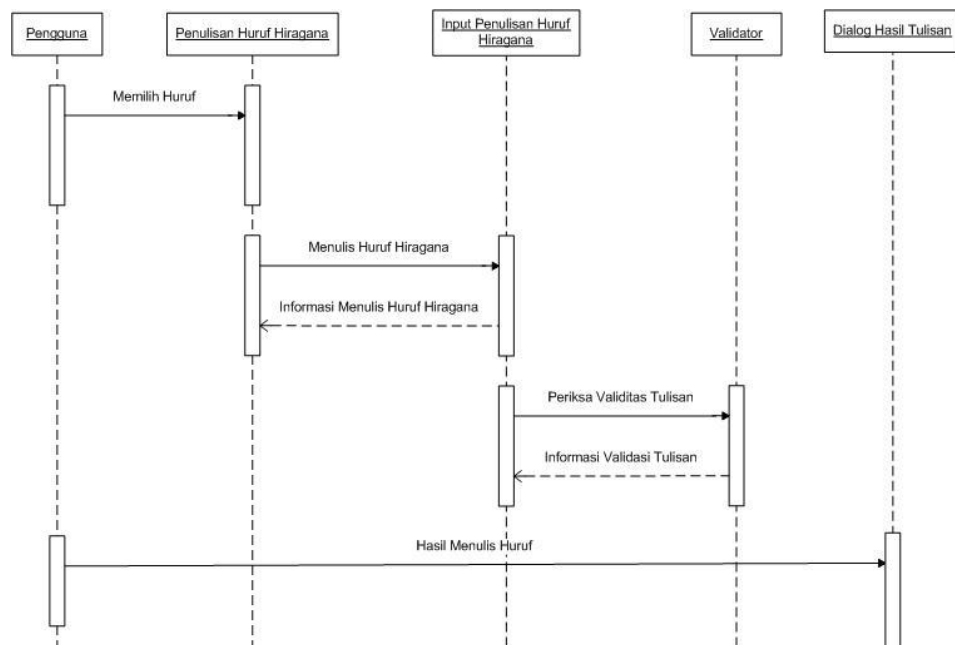 Pengguna
Penulisan Huruf Hiragana
Input Penulisan Huruf
Hiragana
Validator
Dialog Hasil Tulisan
Memilih Huruf
Menulis Huruf Hiragana
Informasi Menulis Huruf Hiragana
Periksa Validitas Tulisan
Informasi Validasi Tulisan
Hasil Menulis Huruf